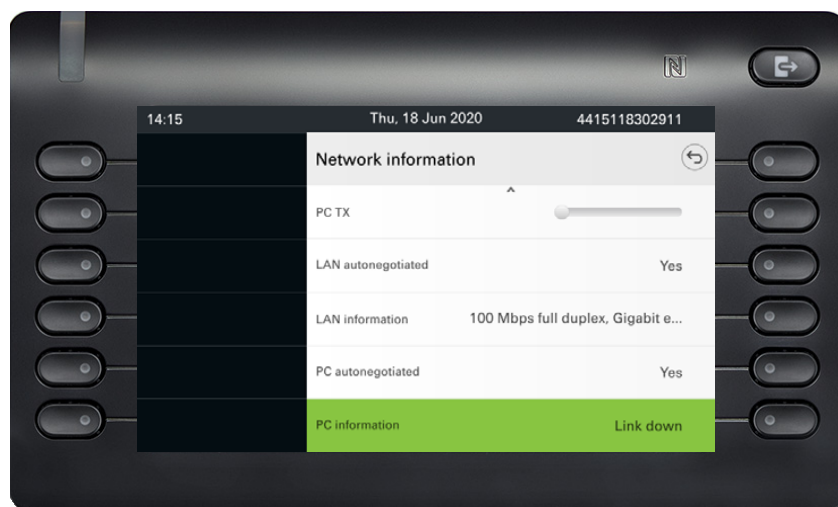 14:15 Thu, 18 Jun 2020 4415118302911
Network information
PC TX
LAN autonegotiated Yes
LAN information 100 Mbps full duplex, Gigabit e...
PC autonegotiated Yes
PC information Link down